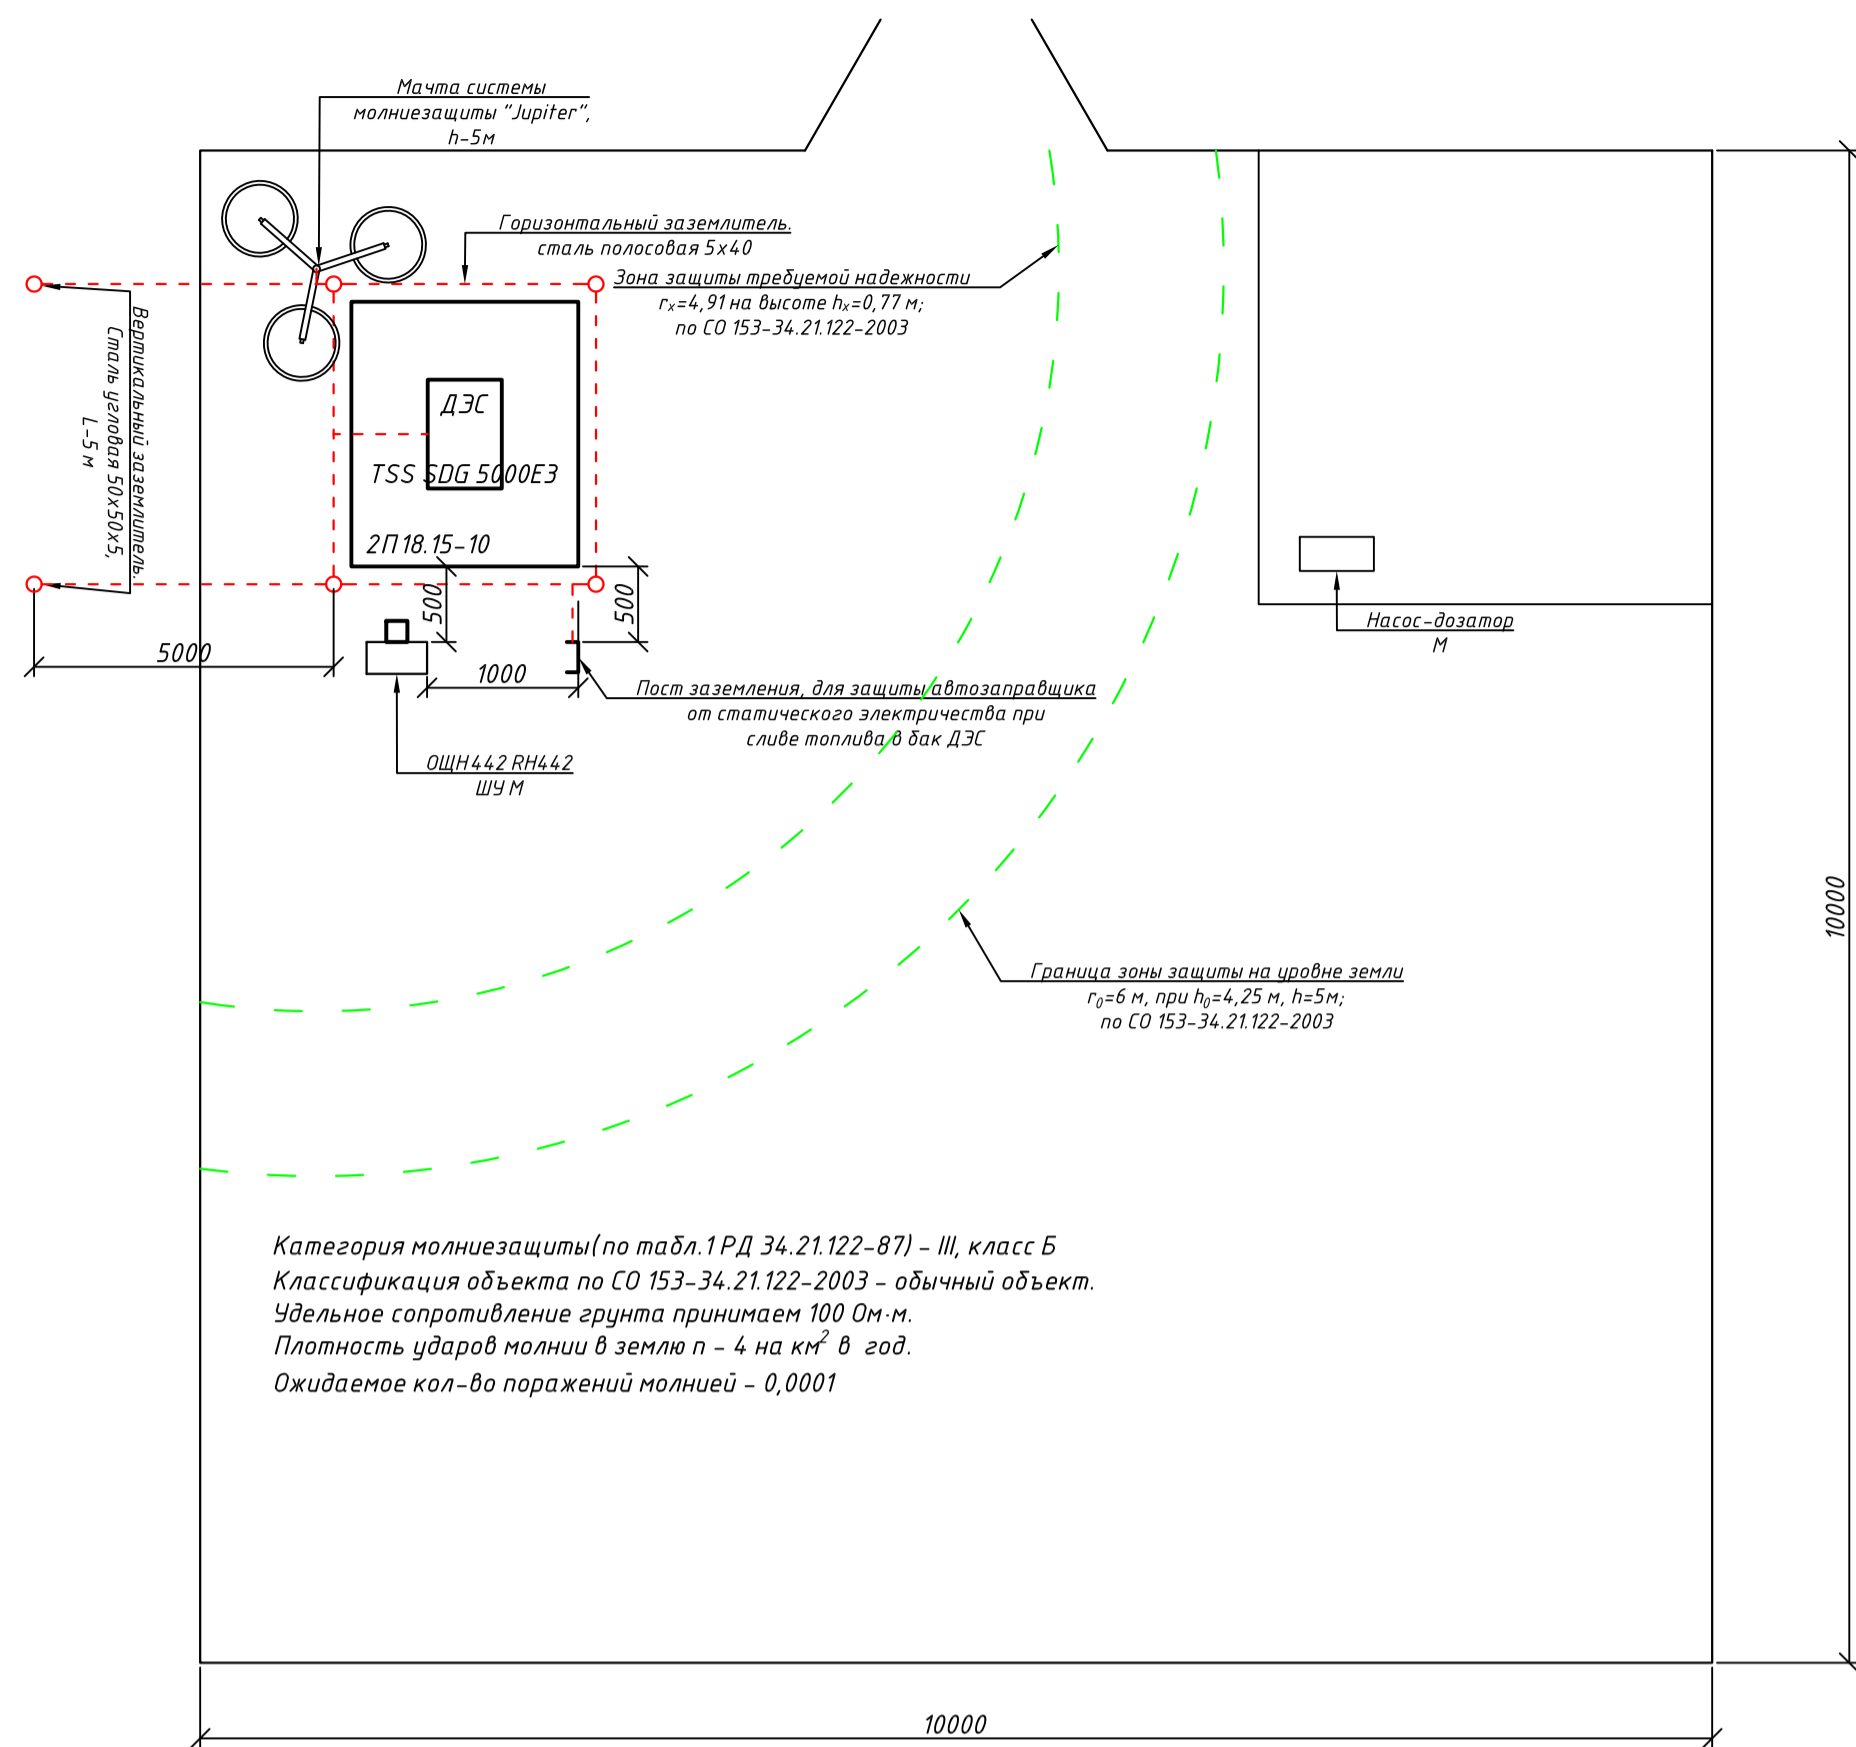 Мачта системы
молниезащиты "Jupiter",
h-5м
Горизонтальный заземлитель.
сталь полосовая 5х40
Зона защиты требуемой надежности
rₓ=4,91 на высоте hₓ=0,77 м;
по СО 153-34.21.122-2003
Вертикальный заземлитель.
Сталь угловая 50х50х5,
L-5 м
ДЭС
TSS SDG 5000E3
2П18.15-10
500
500
5000
1000
Насос-дозатор
М
Пост заземления, для защиты автозаправщика
от статического электричества при
сливе топлива в бак ДЭС
ОЩН442 RH442
ШУ М
10000
Граница зоны защиты на уровне земли
r₀=6 м, при h₀=4,25 м, h=5м;
по СО 153-34.21.122-2003
Категория молниезащиты(по табл.1 РД 34.21.122-87) - III, класс Б
Классификация объекта по СО 153-34.21.122-2003 - обычный объект.
Удельное сопротивление грунта принимаем 100 Ом·м.
Плотность ударов молнии в землю n - 4 на км² в год.
Ожидаемое кол-во поражений молнией - 0,0001
10000